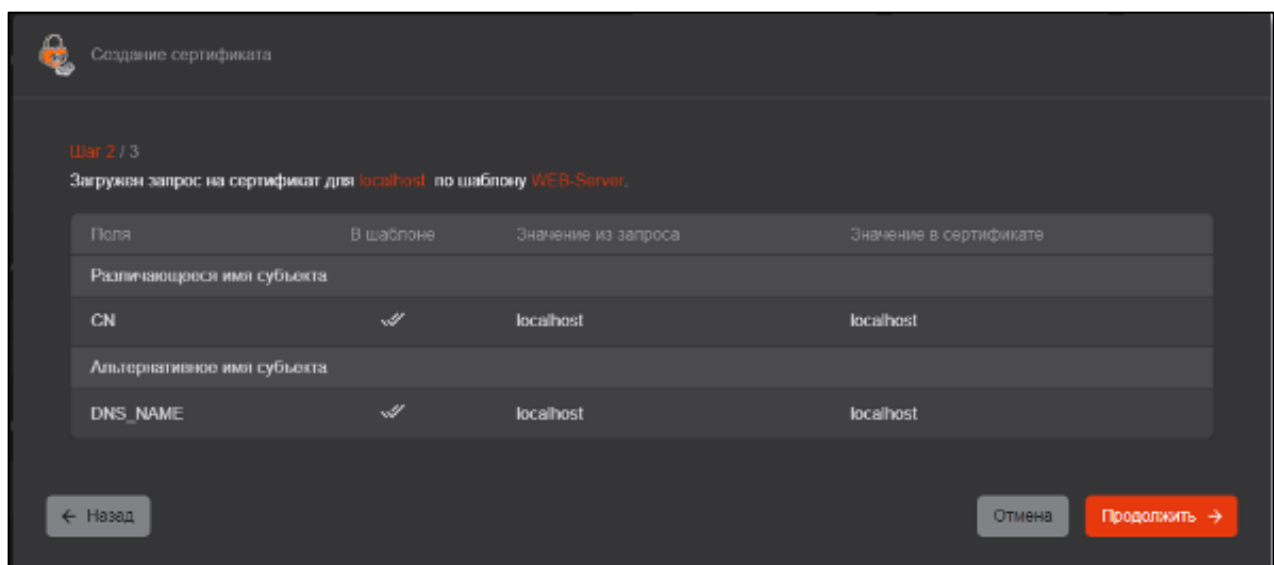 Создание сертификата
Шаг 2 / 3
Загружен запрос на сертификат для localhost по шаблону WEB-Server.
Поля В шаблоне Значение из запроса Значение в сертификате
Различающееся имя субъекта
CN localhost localhost
Альтернативное имя субъекта
DNS_NAME localhost localhost
← Назад Отмена Продолжить →